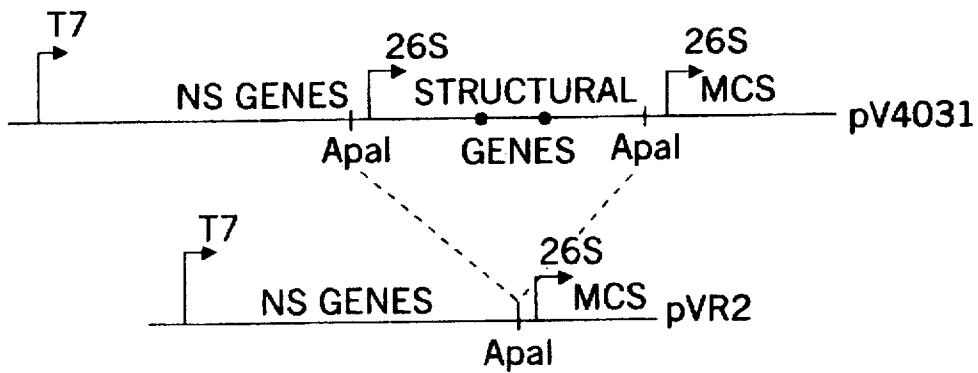 T7
26S
26S
NS GENES
STRUCTURAL
MCS
pV4031
ApaI
GENES
ApaI
T7
26S
NS GENES
MCS
pVR2
ApaI